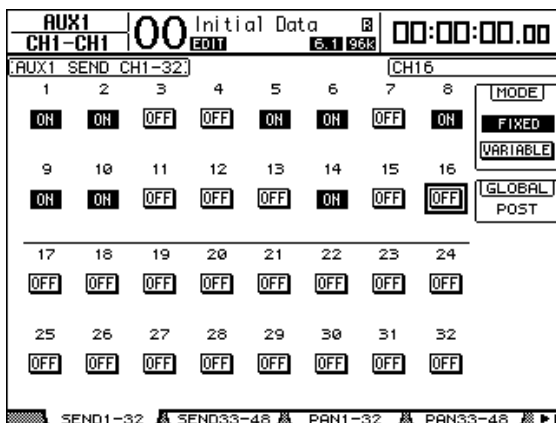 AUX1
CH1-CH1
00
Initial Data
EDIT
6.1 96k
00:00:00.00
AUX1 SEND CH1-32
CH16
1 2 3 4 5 6 7 8
ON ON OFF OFF ON ON OFF ON
MODE
FIXED
VARIABLE
9 10 11 12 13 14 15 16
ON ON OFF OFF OFF ON OFF OFF
GLOBAL
POST
17 18 19 20 21 22 23 24
OFF OFF OFF OFF OFF OFF OFF OFF
25 26 27 28 29 30 31 32
OFF OFF OFF OFF OFF OFF OFF OFF
SEND1-32 SEND33-48 PAN1-32 PAN33-48